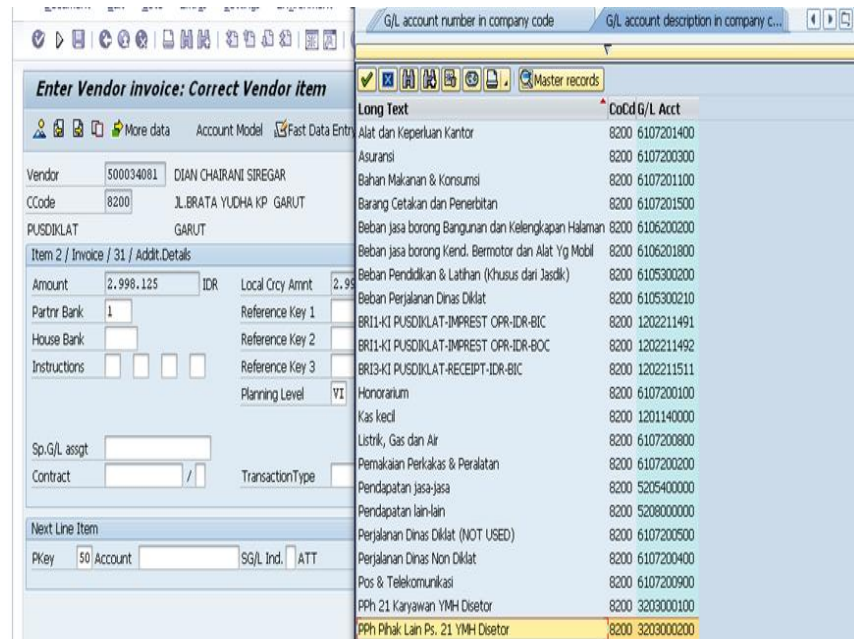 G/L account number in company code
G/L account description in company c...
Enter Vendor invoice: Correct Vendor item
More data Account Model Fast Data Entry
Vendor 500034081 DIAN CHAIRANI SIREGAR
CCode 8200 JL.BRATA YUDHA KP GARUT
PUSDIKLAT GARUT
Item 2 / Invoice / 31 / Addit.Details
Amount 2.998.125 IDR Local Crcy Amnt 2.99
Partnr Bank 1 Reference Key 1
House Bank Reference Key 2
Instructions Reference Key 3
Planning Level VI
Sp.G/L assgt
Contract / TransactionType
Next Line Item
PKey 50 Account SG/L Ind. ATT
Master records
Long Text CoCd G/L Acct
Alat dan Keperluan Kantor 8200 6107201400
Asuransi 8200 6107200300
Bahan Makanan & Konsumsi 8200 6107201100
Barang Cetakan dan Penerbitan 8200 6107201500
Beban jasa borong Bangunan dan Kelengkapan Halaman 8200 6106200200
Beban jasa borong Kend. Bermotor dan Alat Yg Mobil 8200 6106201800
Beban Pendidikan & Latihan (Khusus dari Jasdik) 8200 6105300200
Beban Perjalanan Dinas Diklat 8200 6105300210
BRI1-KI PUSDIKLAT-IMPREST OPR-IDR-BIC 8200 1202211491
BRI1-KI PUSDIKLAT-IMPREST OPR-IDR-BOC 8200 1202211492
BRI3-KI PUSDIKLAT-RECEIPT-IDR-BIC 8200 1202211511
Honorarium 8200 6107200100
Kas kecil 8200 1201140000
Listrik, Gas dan Air 8200 6107200800
Pemakaian Perkakas & Peralatan 8200 6107200200
Pendapatan jasa-jasa 8200 5205400000
Pendapatan lain-lain 8200 5208000000
Perjalanan Dinas Diklat (NOT USED) 8200 6107200500
Perjalanan Dinas Non Diklat 8200 6107200400
Pos & Telekomunikasi 8200 6107200900
PPh 21 Karyawan YMH Disetor 8200 3203000100
PPh Pihak Lain Ps. 21 YMH Disetor 8200 3203000200